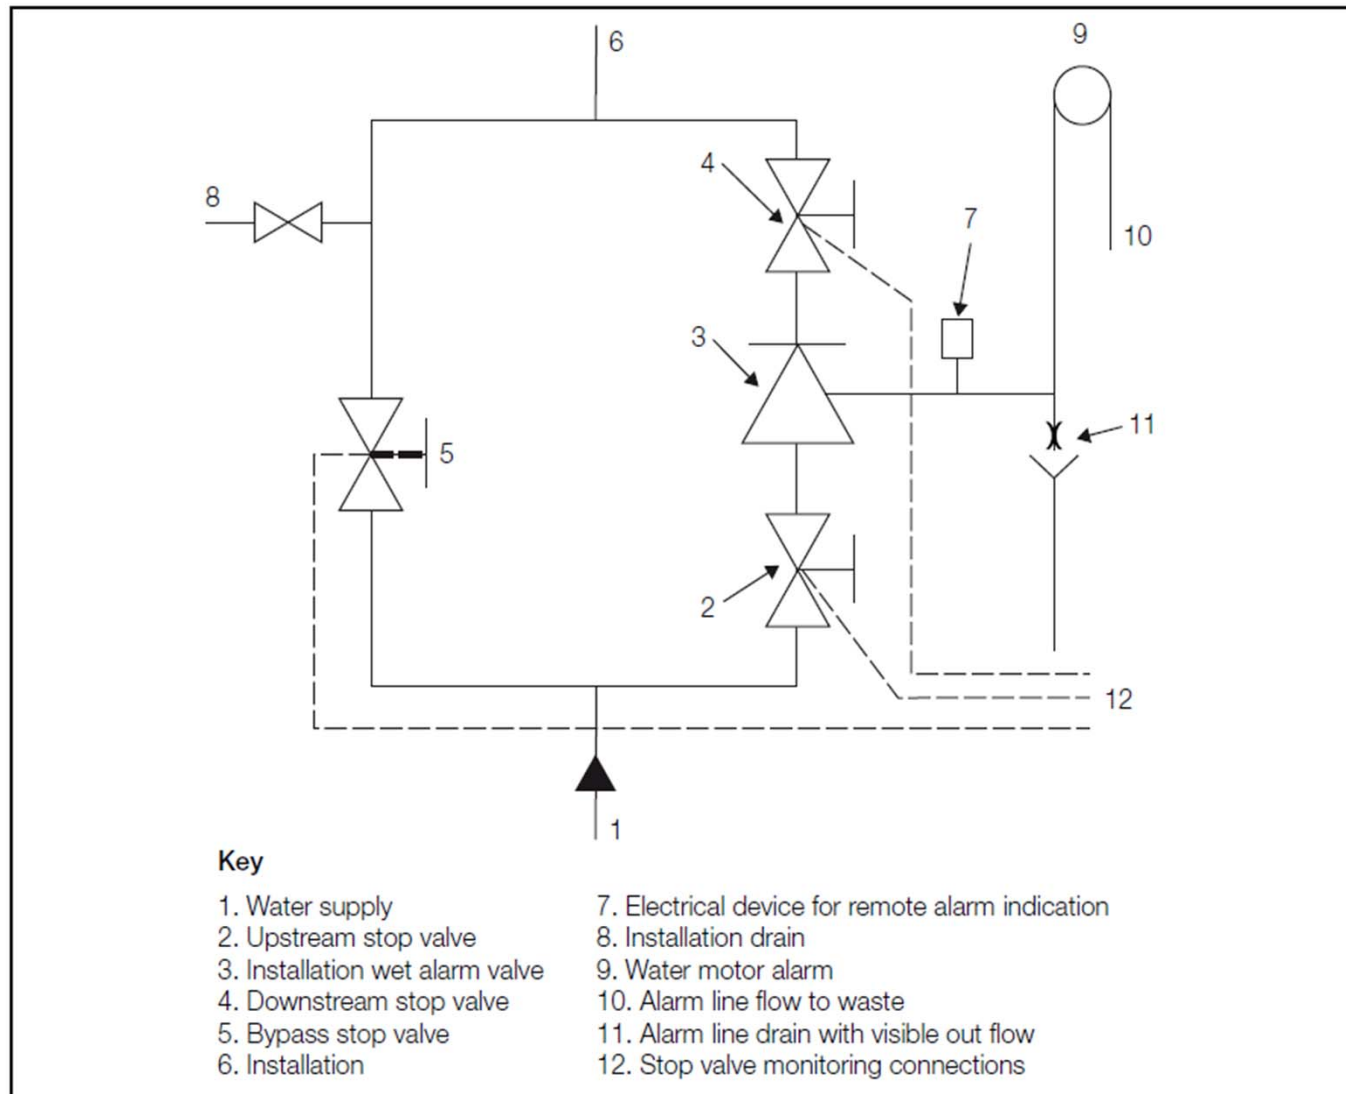 6
9
4
8
7
10
3
11
5
2
12
1
Key
1. Water supply
2. Upstream stop valve
3. Installation wet alarm valve
4. Downstream stop valve
5. Bypass stop valve
6. Installation
7. Electrical device for remote alarm indication
8. Installation drain
9. Water motor alarm
10. Alarm line flow to waste
11. Alarm line drain with visible out flow
12. Stop valve monitoring connections